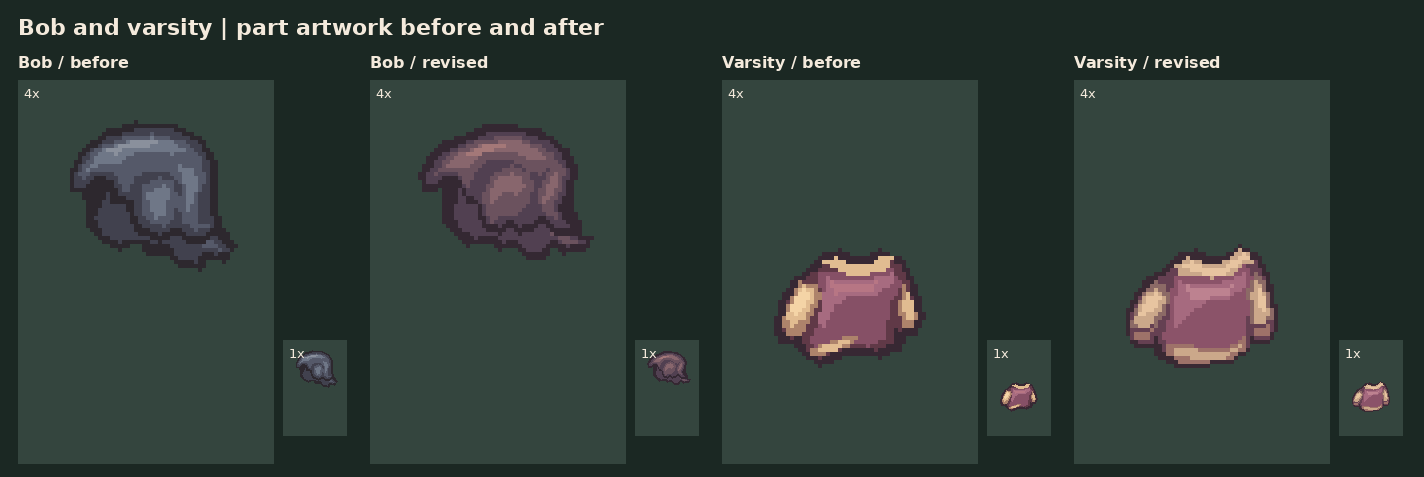 Bob and varsity | part artwork before and after
Bob / before
Bob / revised
Varsity / before
Varsity / revised
4x
4x
4x
4x
1x
1x
1x
1x